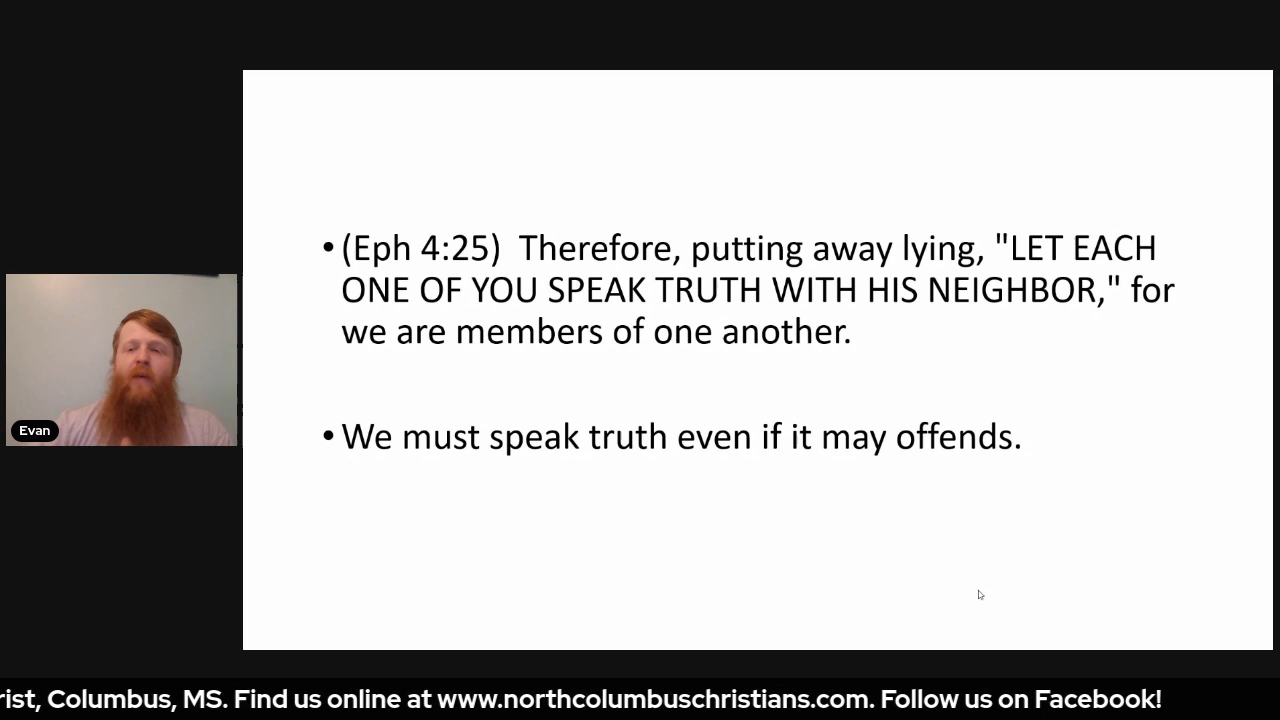 • (Eph 4:25)  Therefore, putting away lying, "LET EACH
ONE OF YOU SPEAK TRUTH WITH HIS NEIGHBOR," for
we are members of one another.
• We must speak truth even if it may offends.
Evan
rist, Columbus, MS. Find us online at www.northcolumbuschristians.com. Follow us on Facebook!